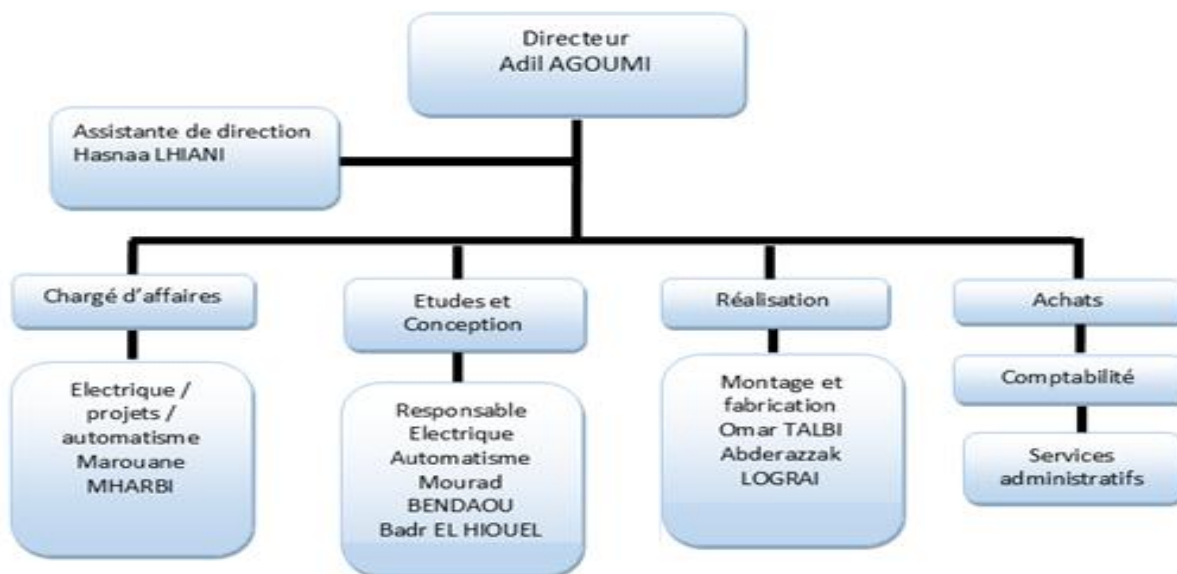 Directeur
Adil AGOUMI
Assistante de direction
Hasnaa LHIANI
Chargé d’affaires
Electrique /
projets /
automatisme
Marouane
MHARBI
Etudes et
Conception
Responsable
Electrique
Automatisme
Mourad
BENDAOU
Badr EL HIOUEL
Réalisation
Montage et
fabrication
Omar TALBI
Abderazzak
LOGRAI
Achats
Comptabilité
Services
administratifs